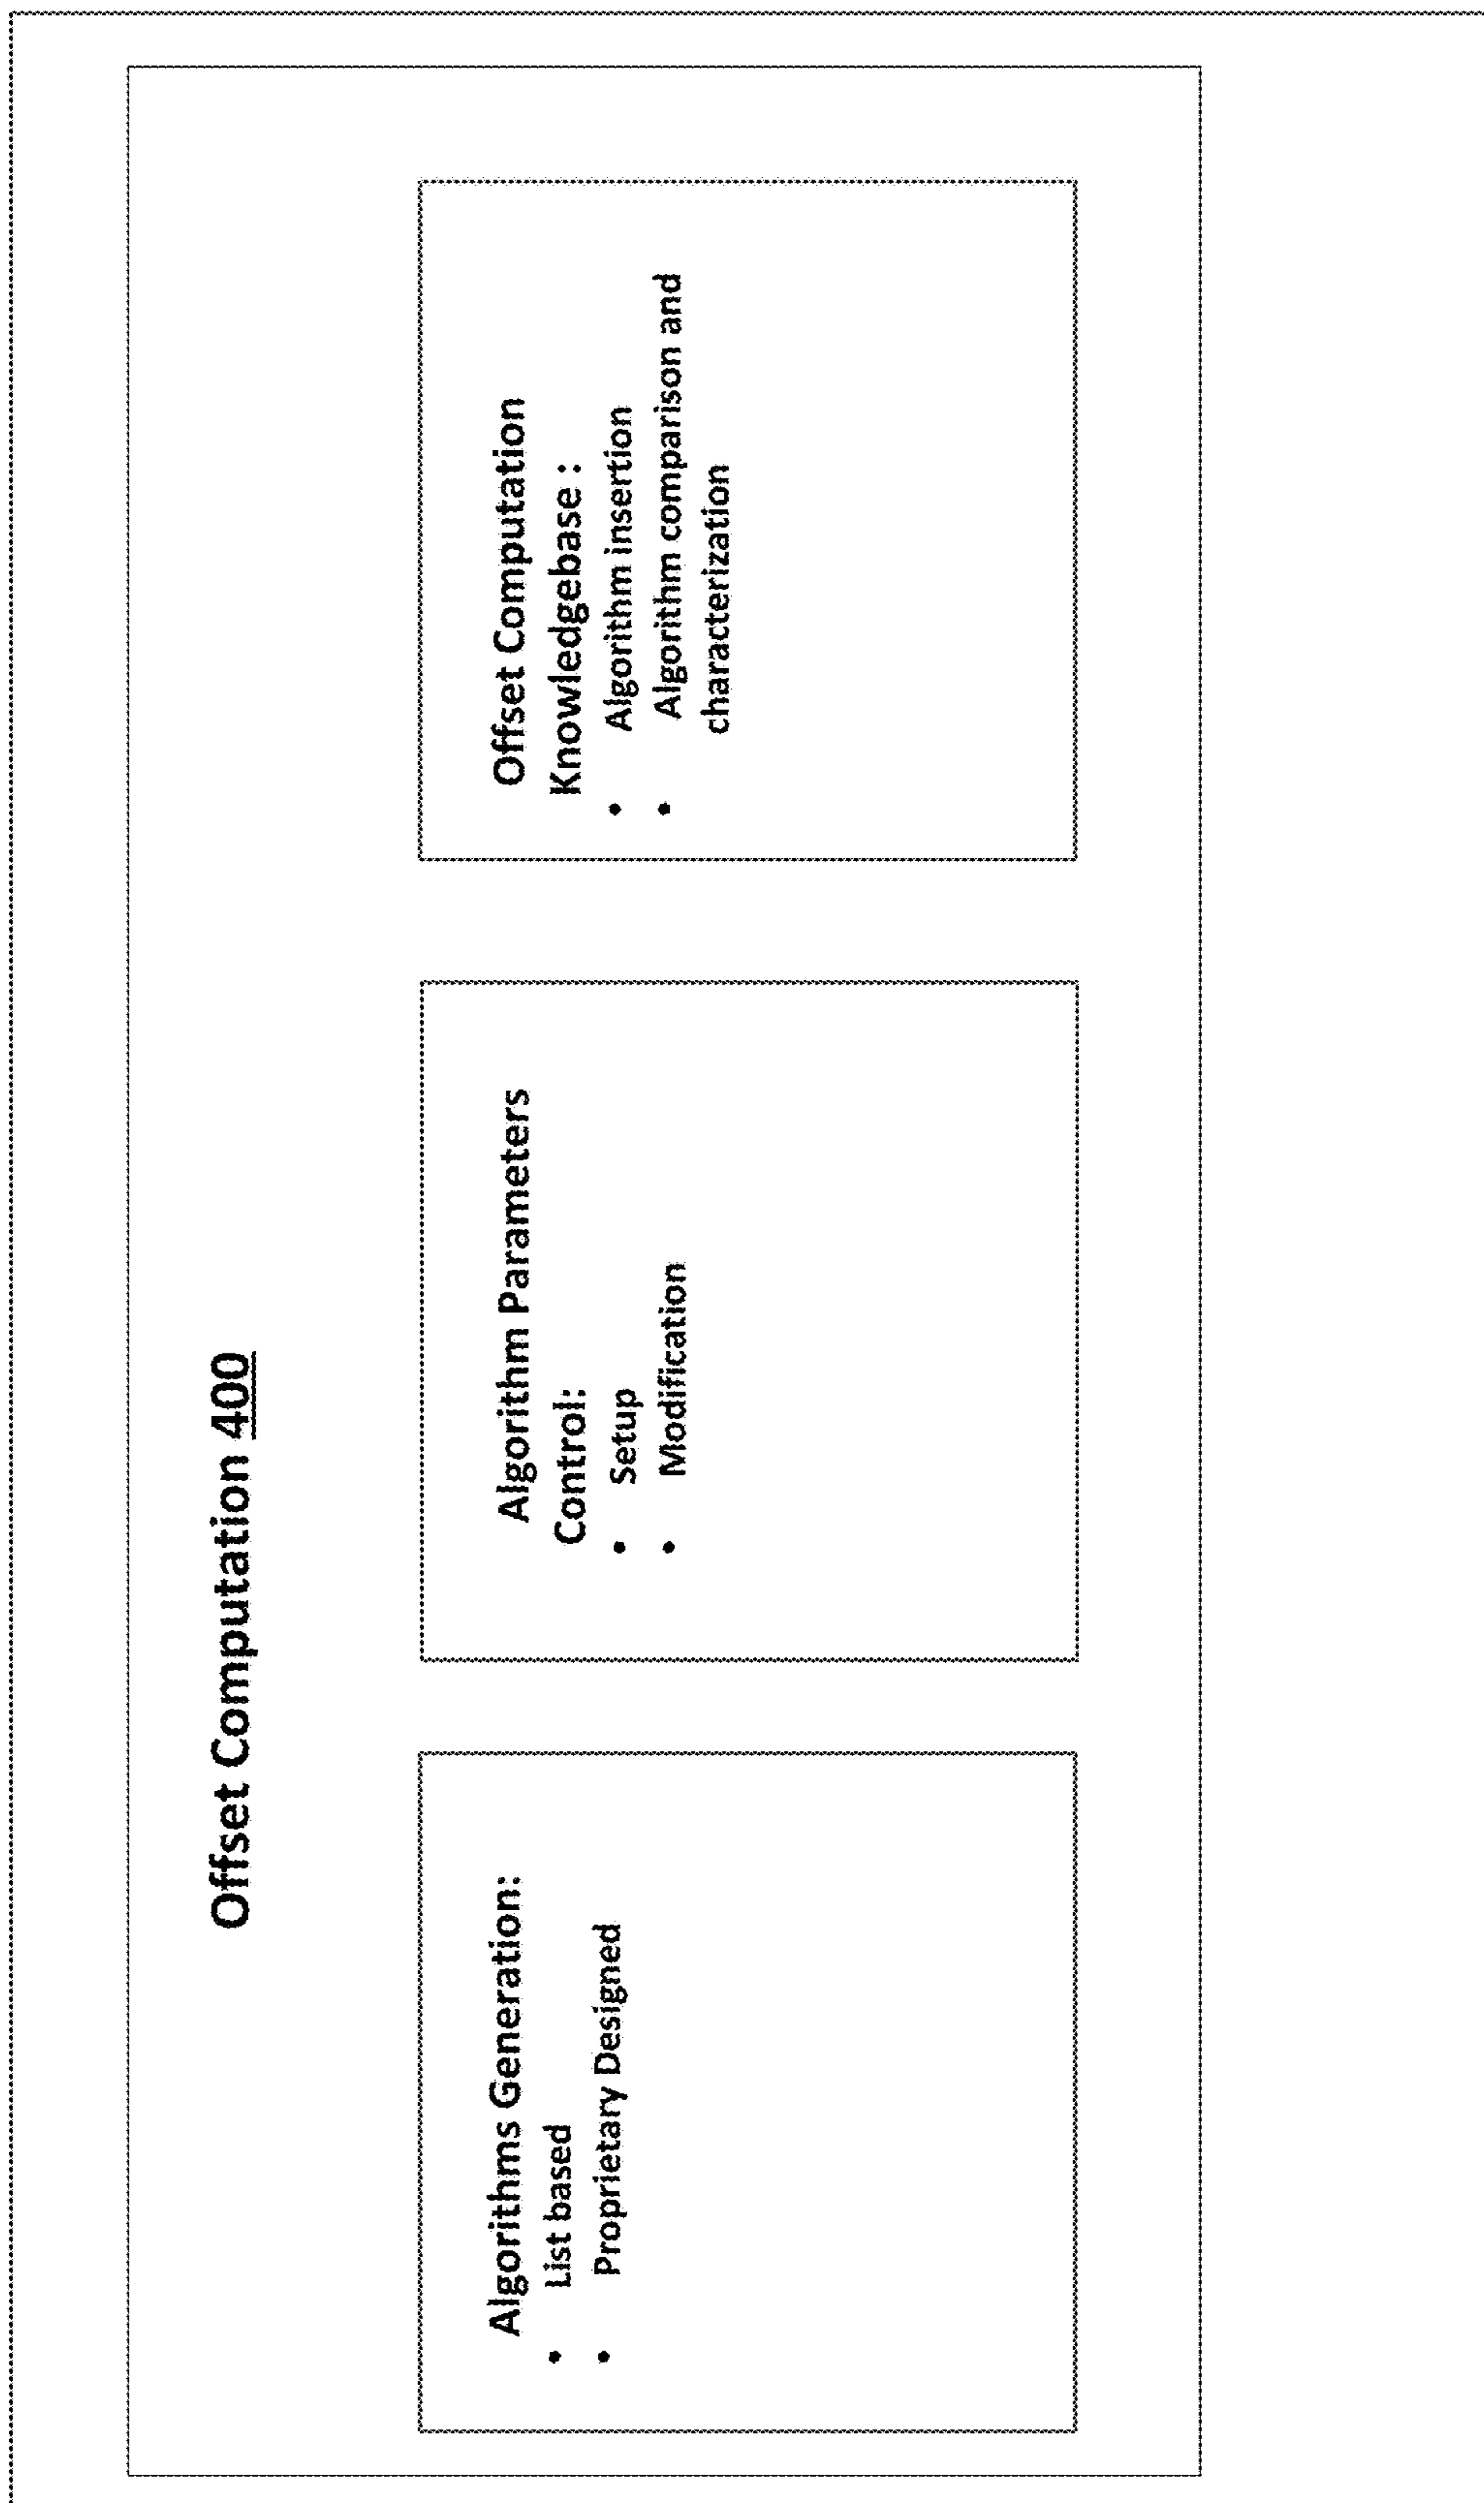 Offset Computation 400
Algorithms Generation:
• List based
• Proprietary Designed
Algorithm Parameters
Control:
• Setup
• Modification
Offset Computation
Knowledgebase :
• Algorithm insertion
• Algorithm comparison and
characterization